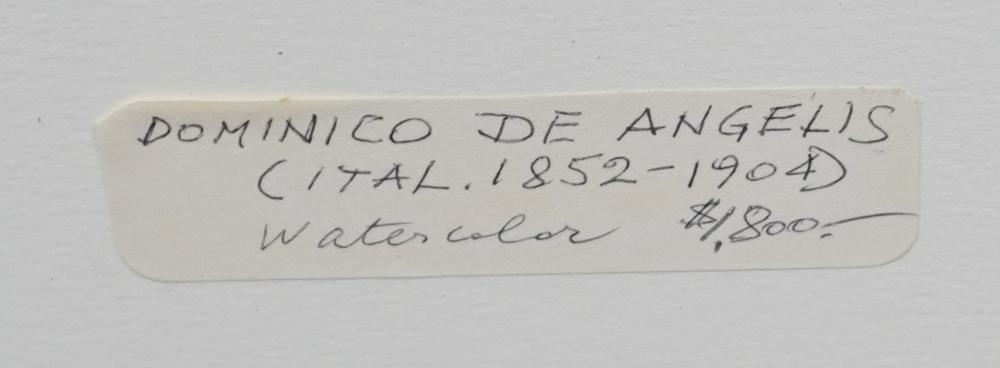 DOMINICO DE ANGELIS
(ITAL. 1852-1904)
Watercolor $1,800.-